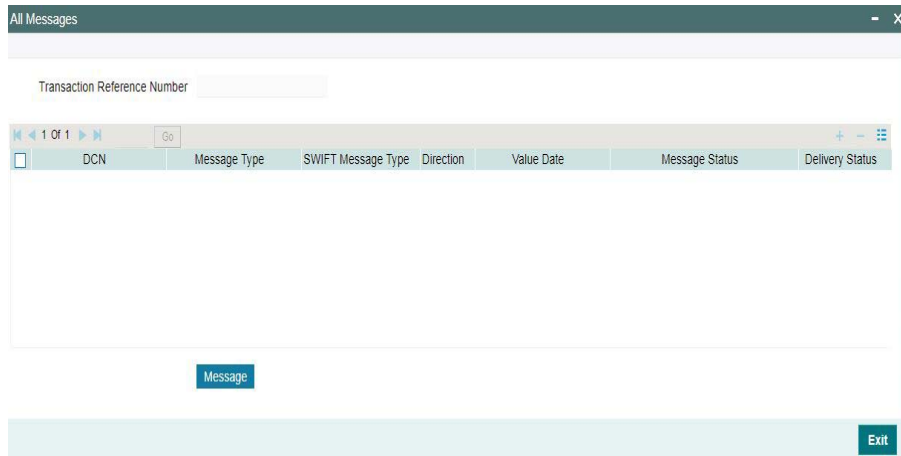 All Messages
Transaction Reference Number
1 Of 1 Go
DCN Message Type SWIFT Message Type Direction Value Date Message Status Delivery Status
Message
Exit